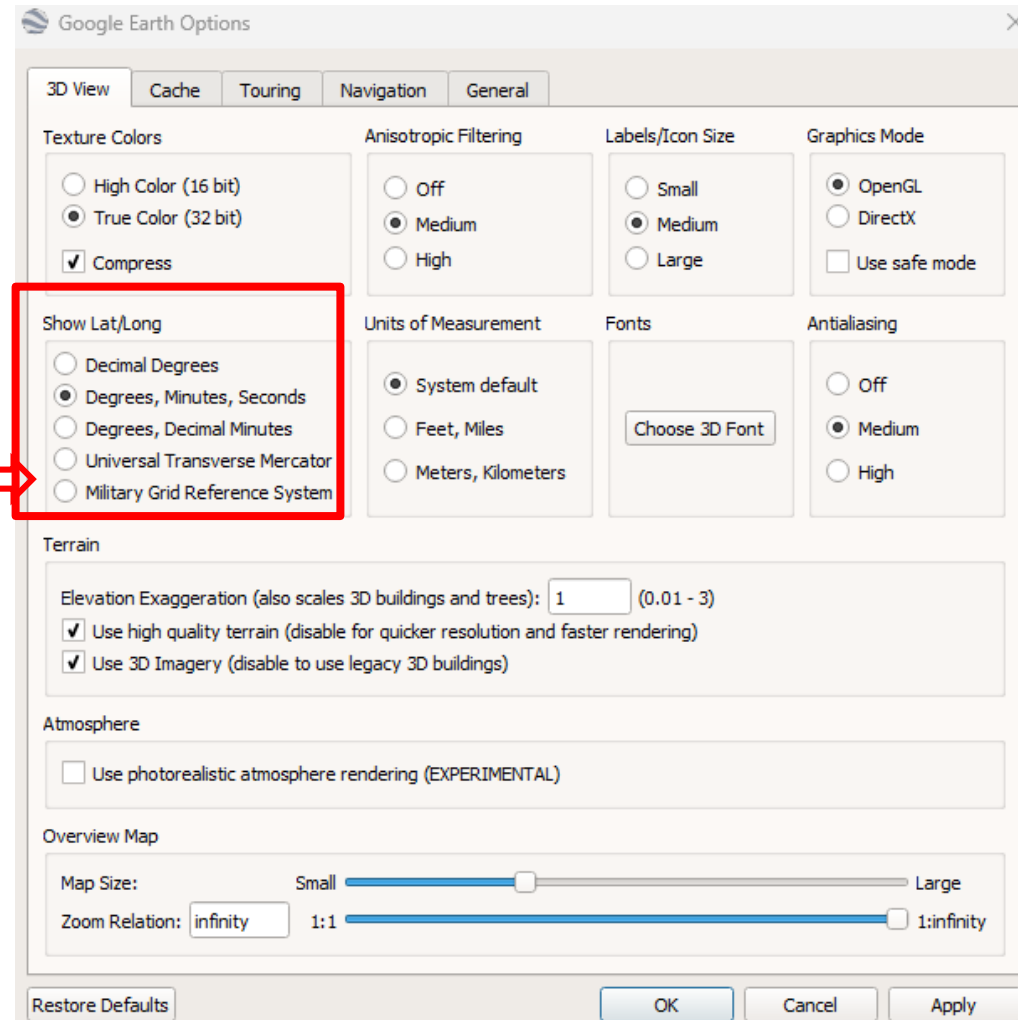 Google Earth Options
3D View Cache Touring Navigation General
Texture Colors
High Color (16 bit)
True Color (32 bit)
Compress
Anisotropic Filtering
Off
Medium
High
Labels/Icon Size
Small
Medium
Large
Graphics Mode
OpenGL
DirectX
Use safe mode
Show Lat/Long
Decimal Degrees
Degrees, Minutes, Seconds
Degrees, Decimal Minutes
Universal Transverse Mercator
Military Grid Reference System
Units of Measurement
System default
Feet, Miles
Meters, Kilometers
Fonts
Choose 3D Font
Antialiasing
Off
Medium
High
Terrain
Elevation Exaggeration (also scales 3D buildings and trees): 1 (0.01 - 3)
Use high quality terrain (disable for quicker resolution and faster rendering)
Use 3D Imagery (disable to use legacy 3D buildings)
Atmosphere
Use photorealistic atmosphere rendering (EXPERIMENTAL)
Overview Map
Map Size: Small Large
Zoom Relation: infinity 1:1 1:infinity
Restore Defaults OK Cancel Apply